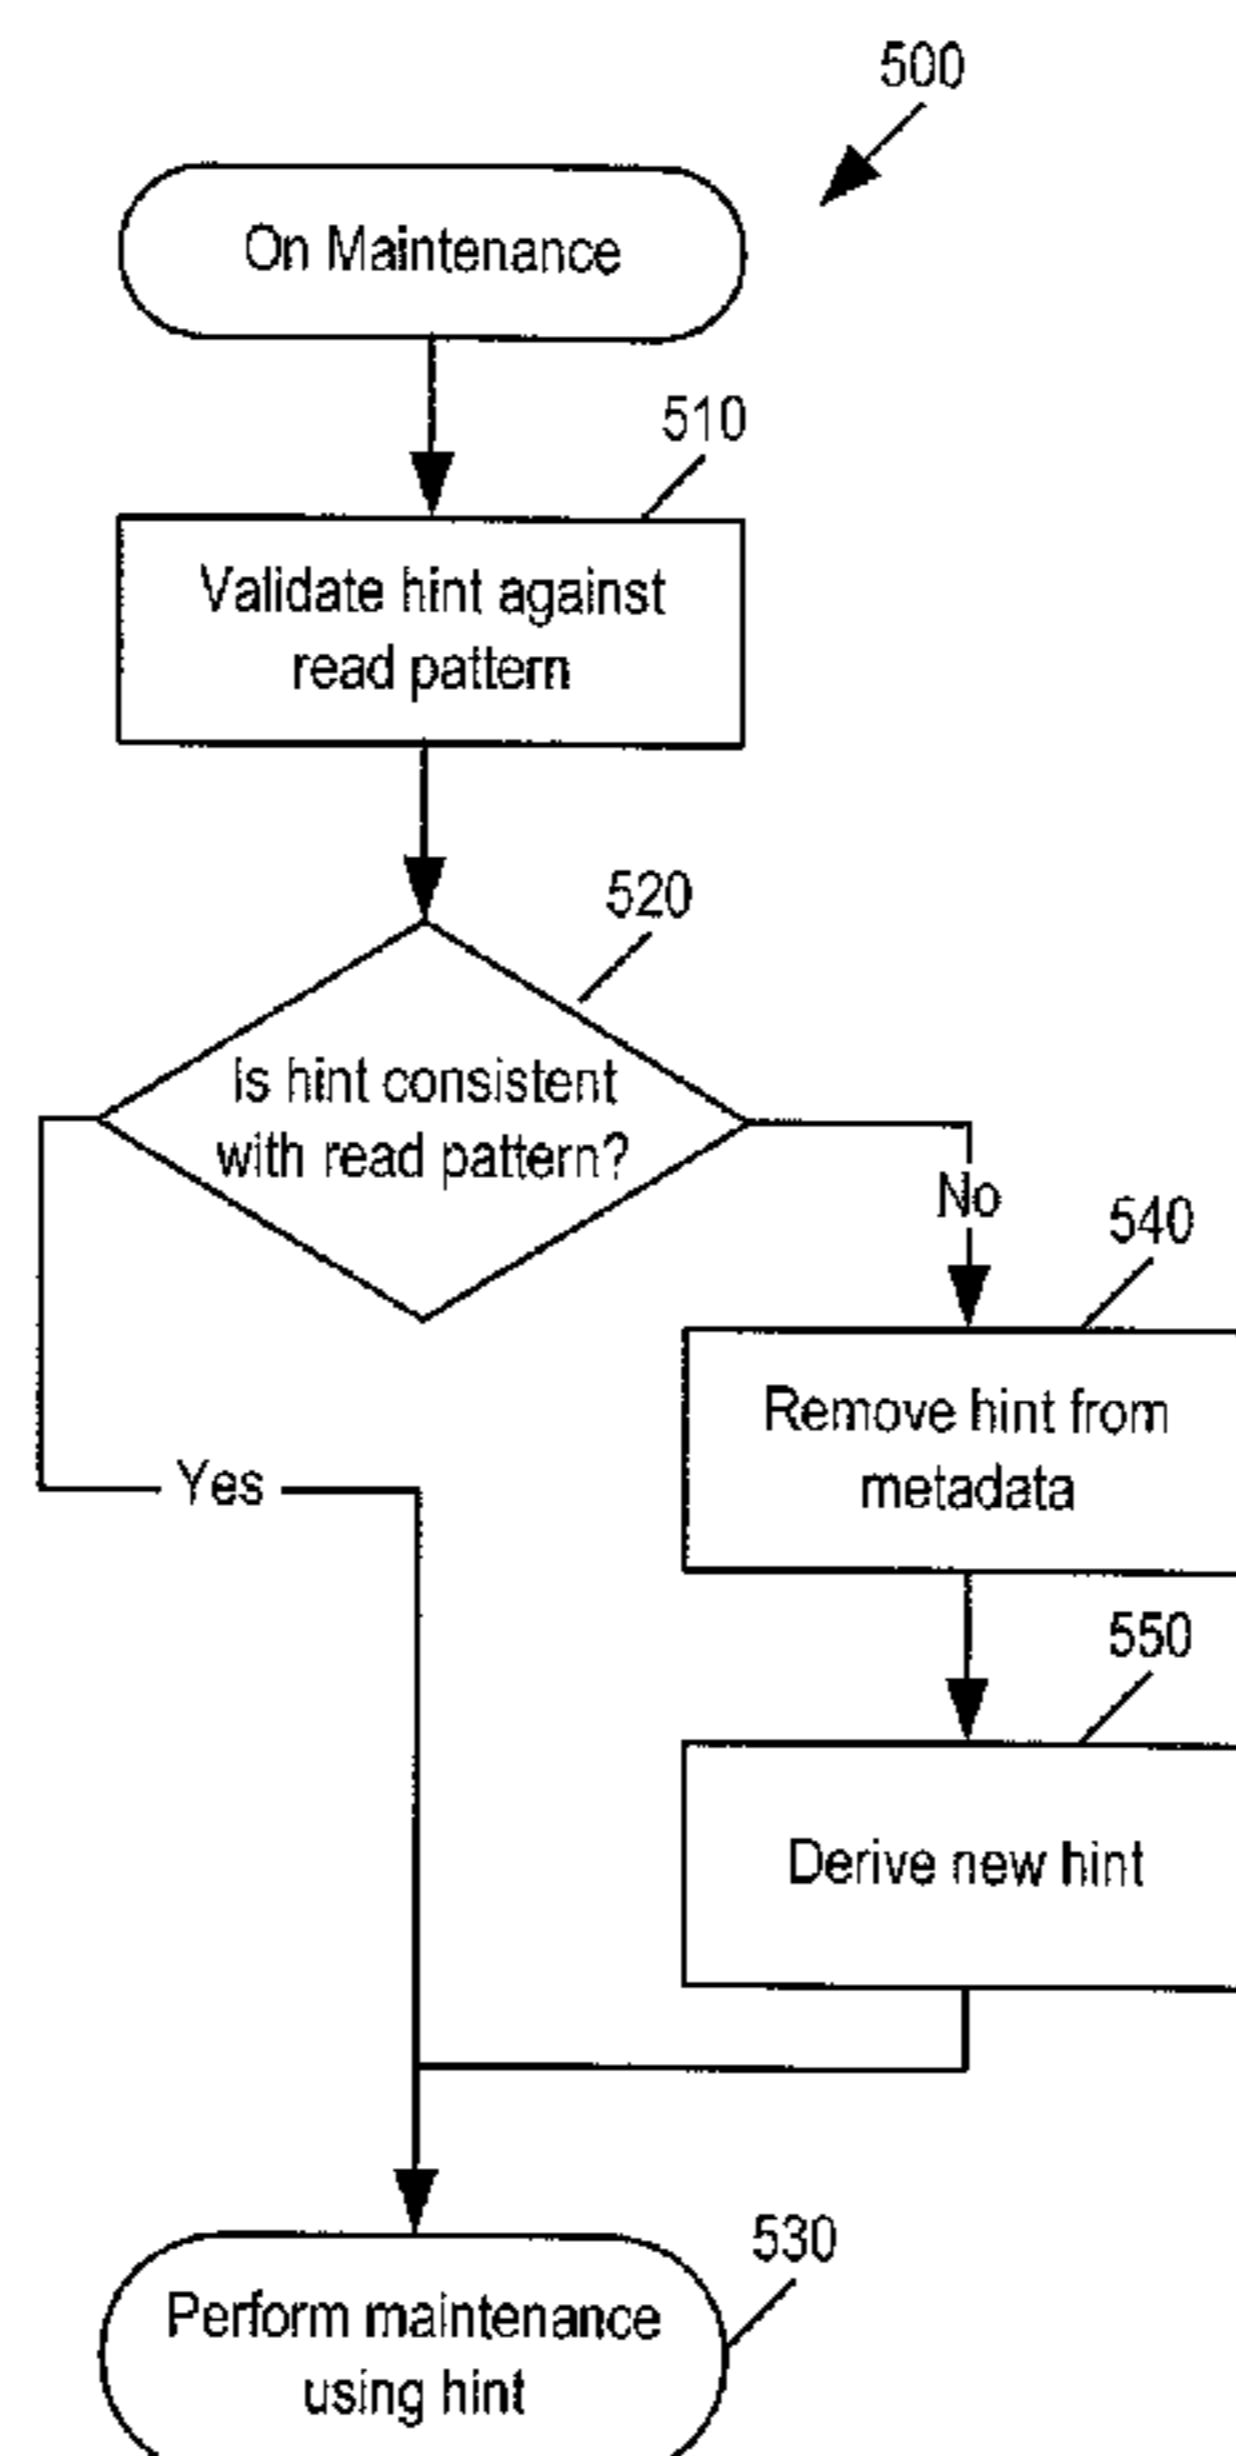 500
On Maintenance
510
Validate hint against
read pattern
520
Is hint consistent
with read pattern?
No
540
Remove hint from
metadata
Yes
550
Derive new hint
530
Perform maintenance
using hint